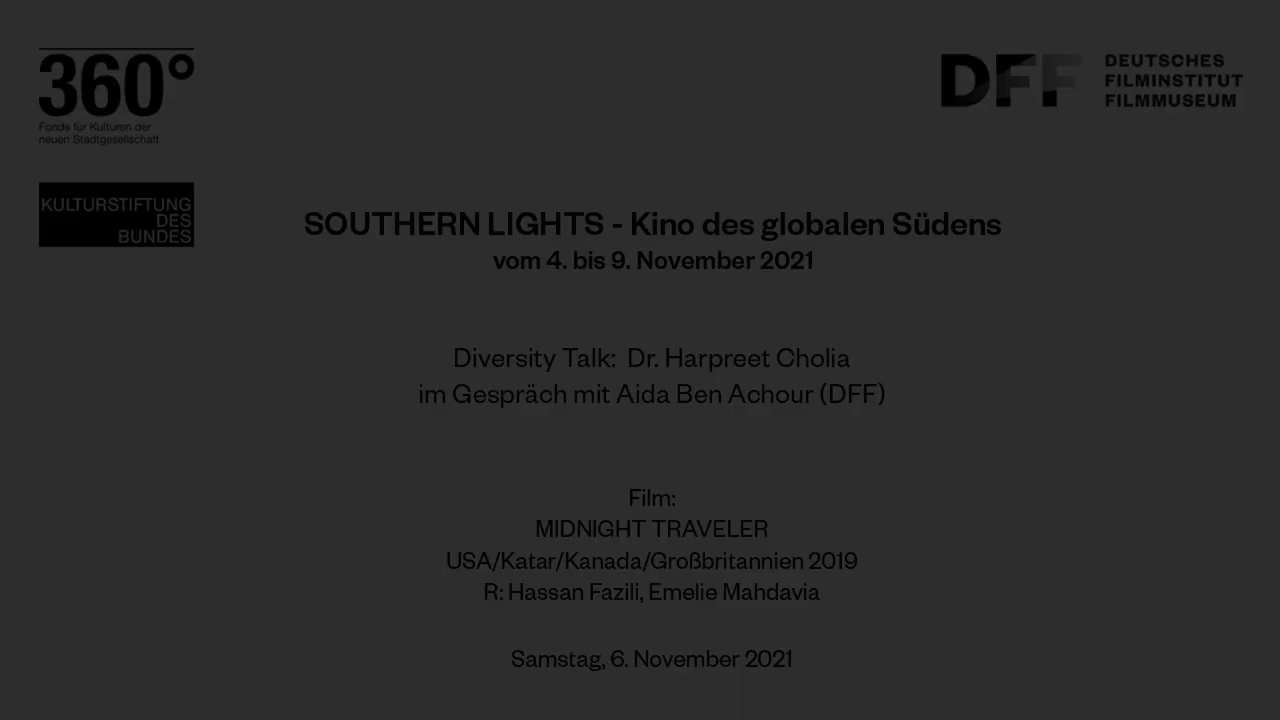 360°
Fonds für Kulturen der
neuen Stadtgesellschaft
KULTURSTIFTUNG
DES
BUNDES
DFF
DEUTSCHES
FILMINSTITUT
FILMMUSEUM
SOUTHERN LIGHTS - Kino des globalen Südens
vom 4. bis 9. November 2021
Diversity Talk: Dr. Harpreet Cholia
im Gespräch mit Aida Ben Achour (DFF)
Film:
MIDNIGHT TRAVELER
USA/Katar/Kanada/Großbritannien 2019
R: Hassan Fazili, Emelie Mahdavia
Samstag, 6. November 2021